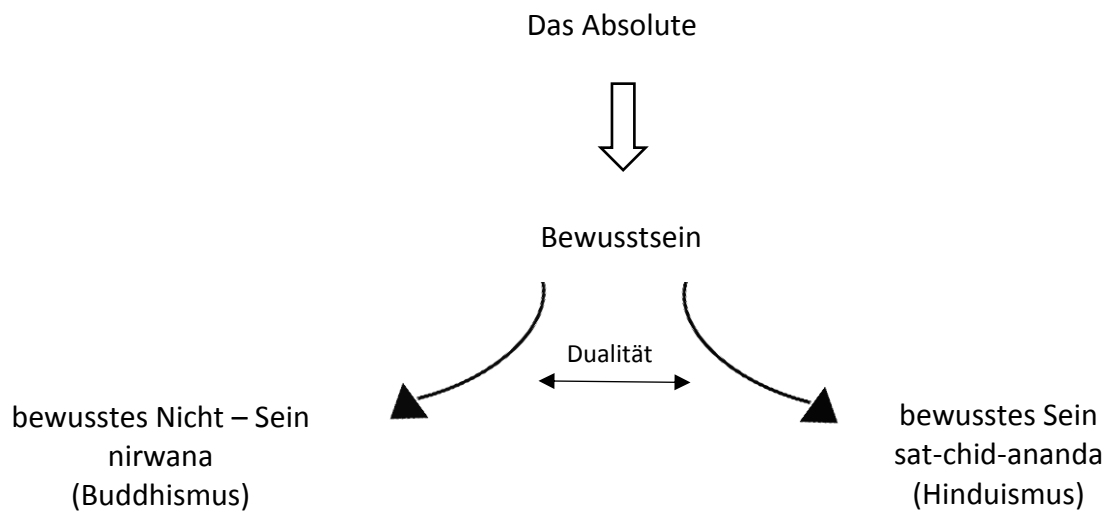 Das Absolute
Bewusstsein
Dualität
bewusstes Nicht – Sein
nirwana
(Buddhismus)
bewusstes Sein
sat-chid-ananda
(Hinduismus)